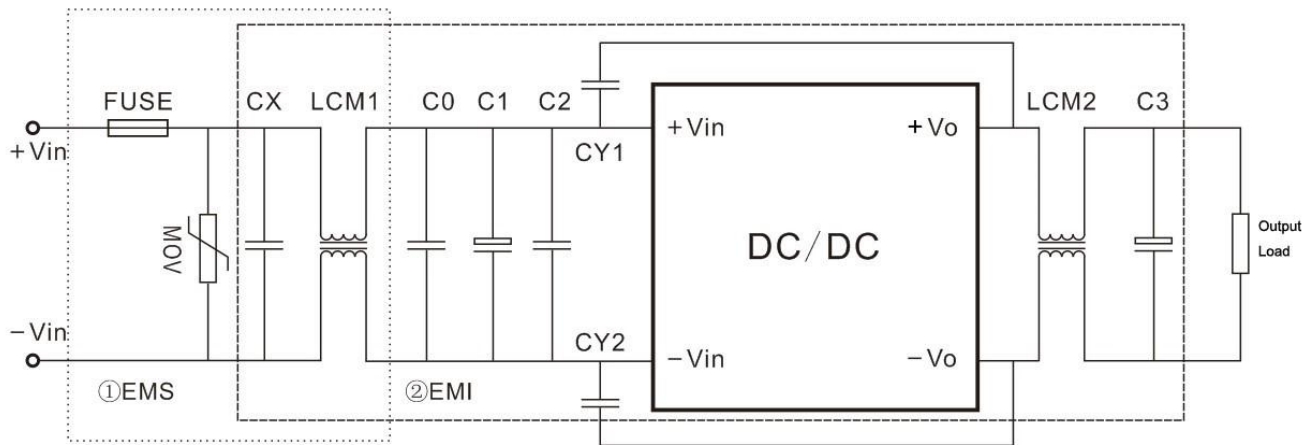 FUSE
CX
LCM1
C0
C1
C2
LCM2
C3
+Vin
CY1
+Vin
+Vo
MOV
DC/DC
Output
Load
-Vin
CY2
-Vin
-Vo
①EMS
②EMI